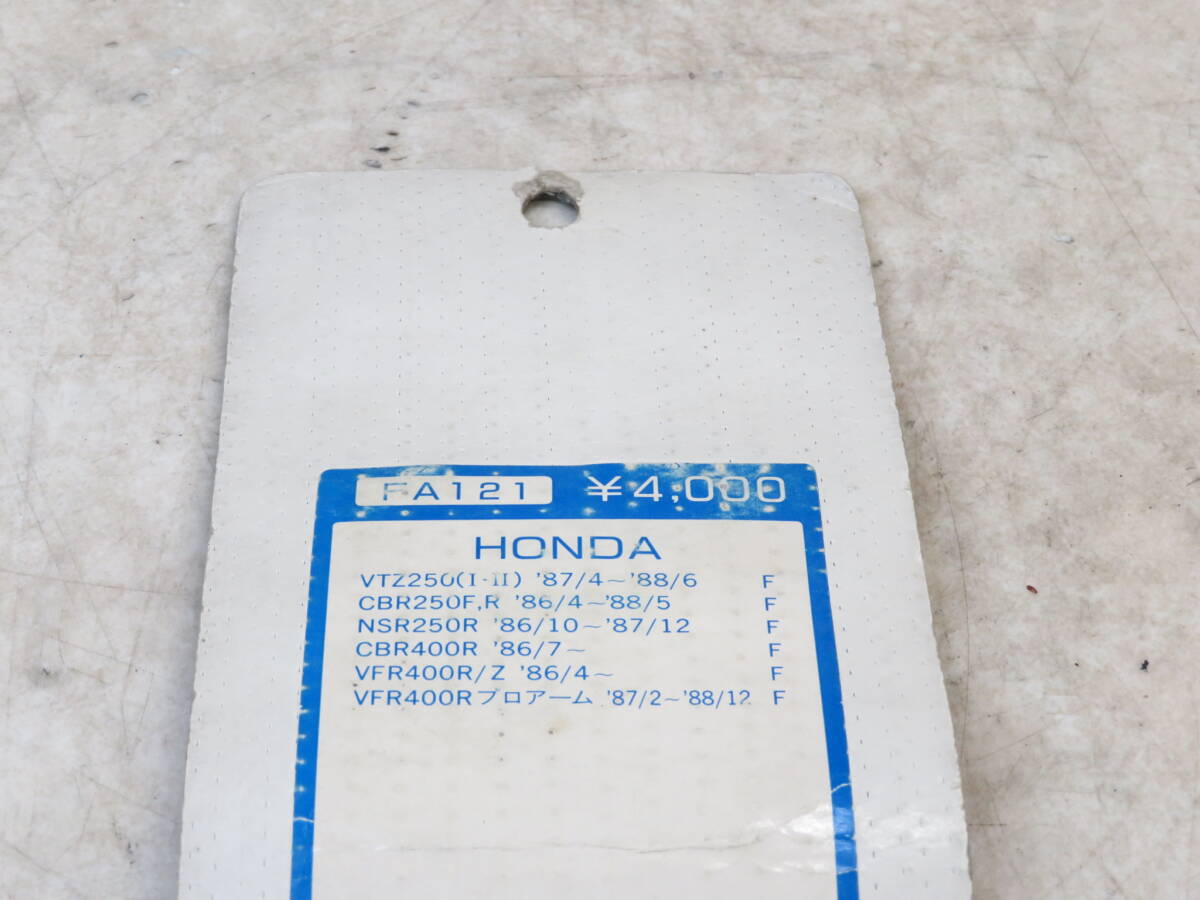 FA121 ¥4,000
HONDA
VTZ250(I·II) '87/4~'88/6 F
CBR250F,R '86/4~'88/5 F
NSR250R '86/10~'87/12 F
CBR400R '86/7~ F
VFR400R/Z '86/4~ F
VFR400Rプロアーム '87/2~'88/12 F